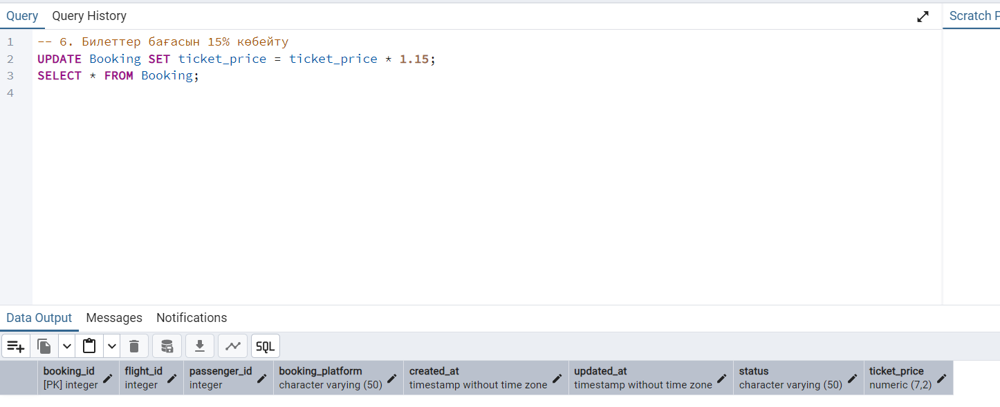 Query Query History Scratch P
1 -- 6. Билеттер бағасын 15% көбейту
2 UPDATE Booking SET ticket_price = ticket_price * 1.15;
3 SELECT * FROM Booking;
4
Data Output Messages Notifications
SQL
booking_id flight_id passenger_id booking_platform created_at updated_at status ticket_price
[PK] integer integer integer character varying (50) timestamp without time zone timestamp without time zone character varying (50) numeric (7,2)